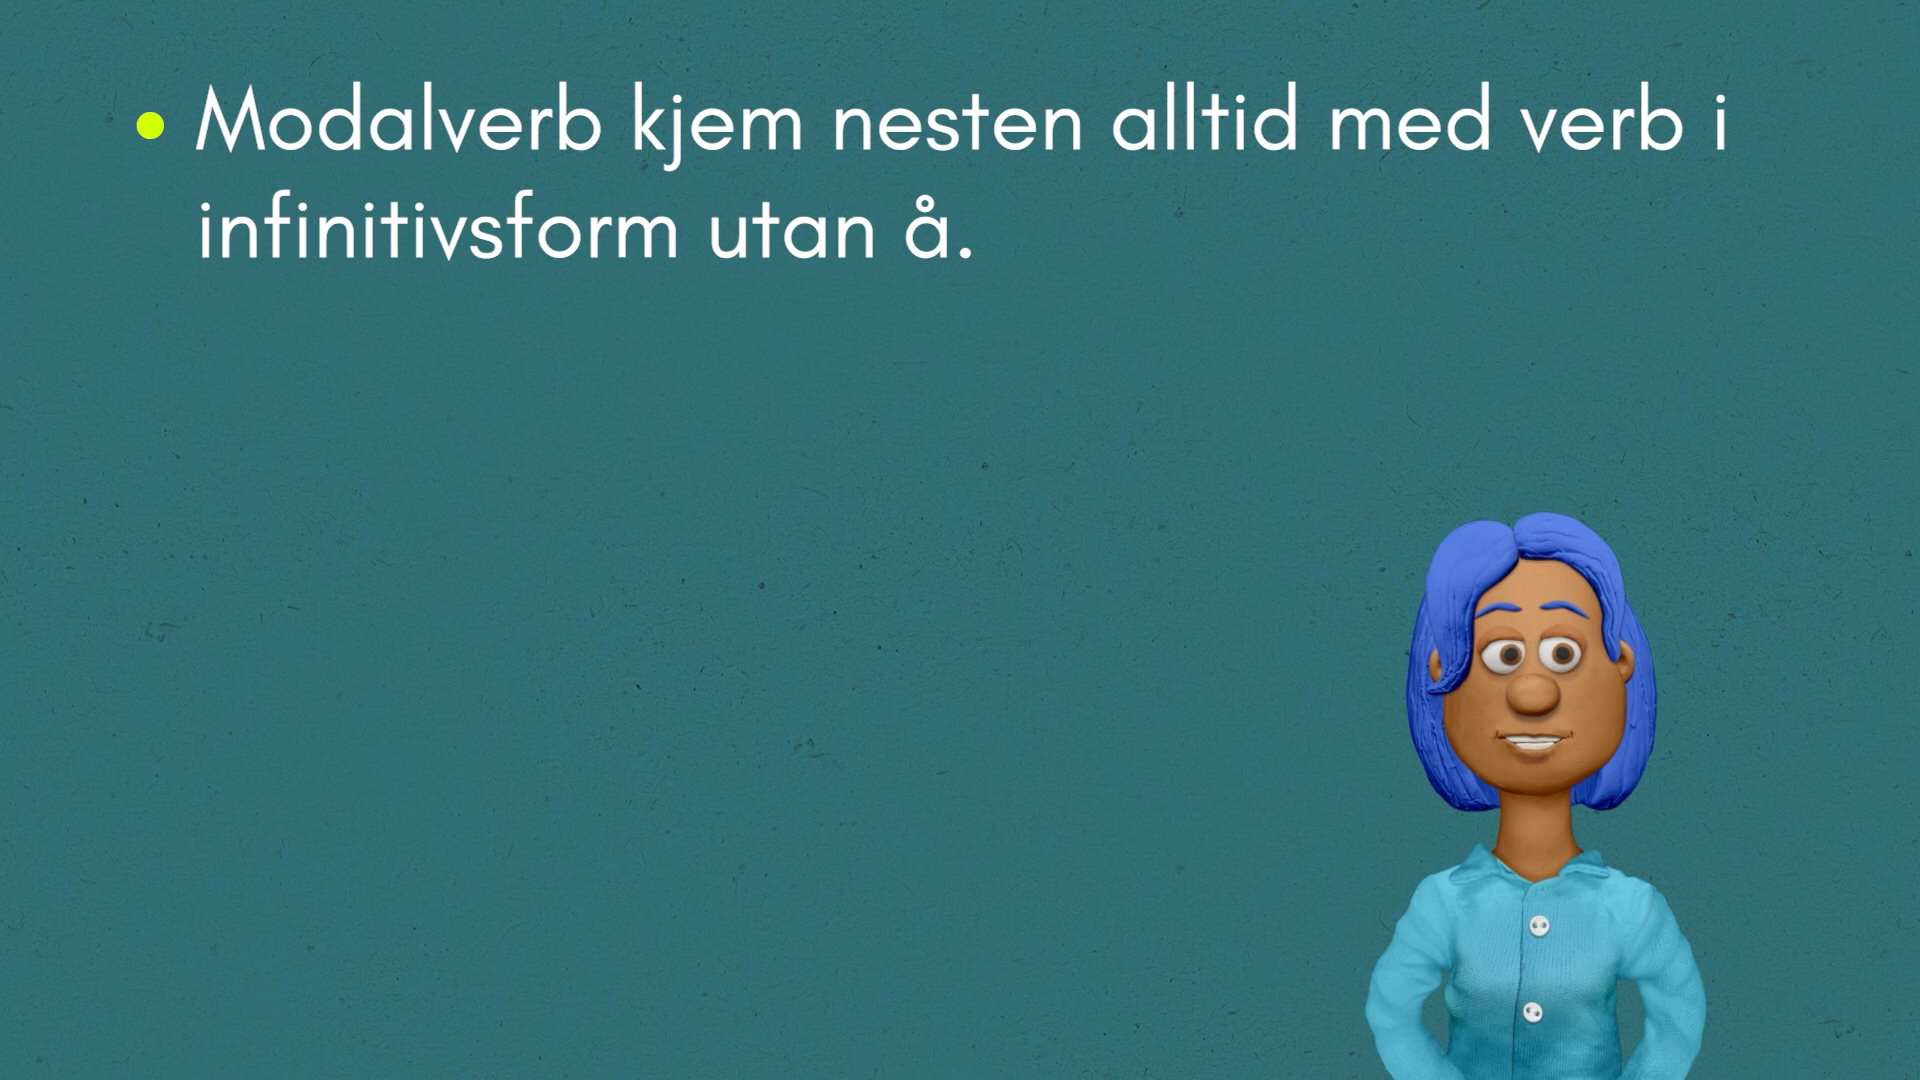 Modalverb kjem nesten alltid med verb i
infinitivsform utan å.